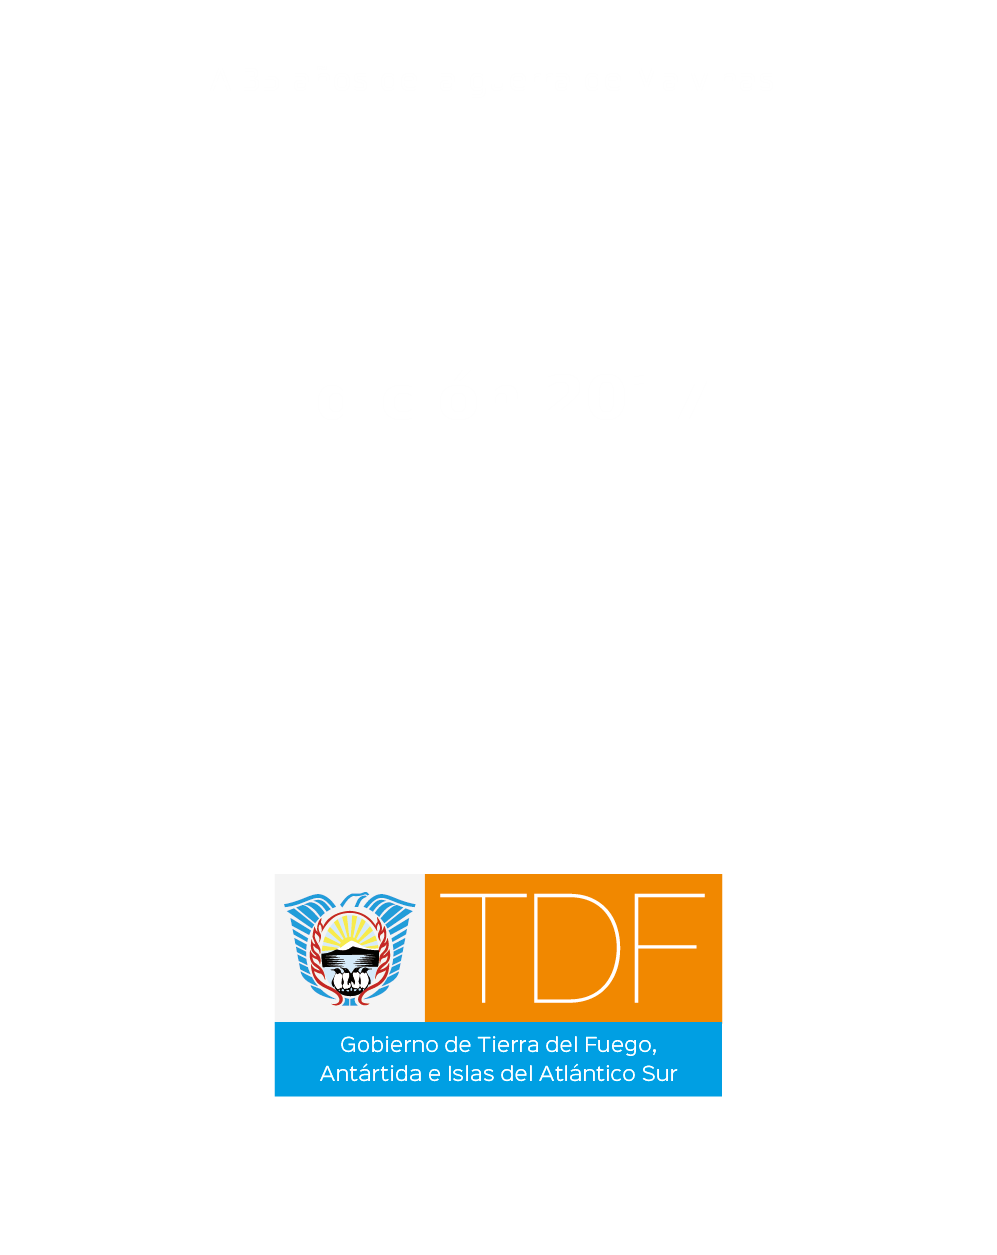 TDF
Gobierno de Tierra del Fuego,
Antártida e Islas del Atlántico Sur